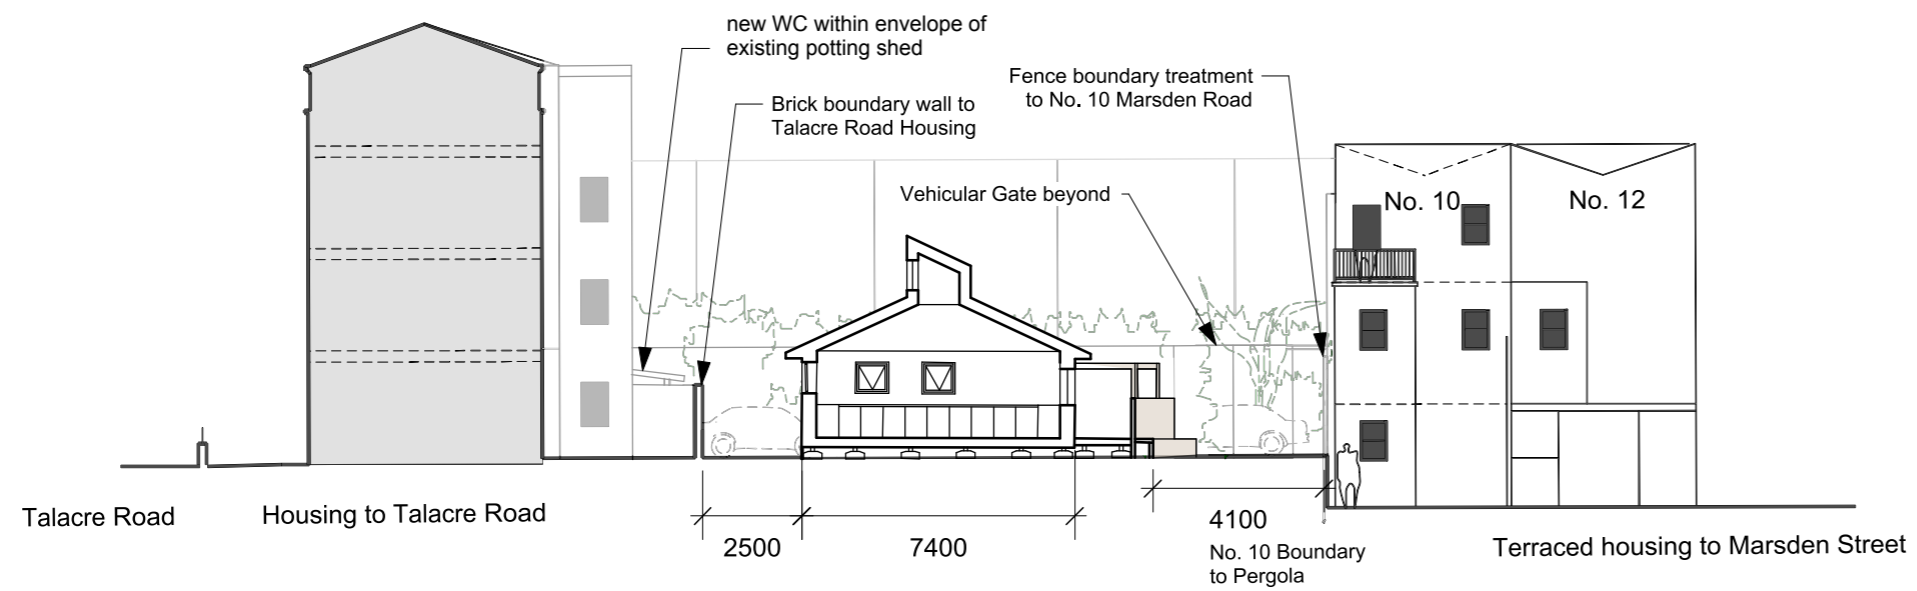 new WC within envelope of
existing potting shed
Brick boundary wall to
Talacre Road Housing
Fence boundary treatment
to No. 10 Marsden Road
Vehicular Gate beyond
No. 10
No. 12
Talacre Road
Housing to Talacre Road
2500
7400
4100
No. 10 Boundary
to Pergola
Terraced housing to Marsden Street